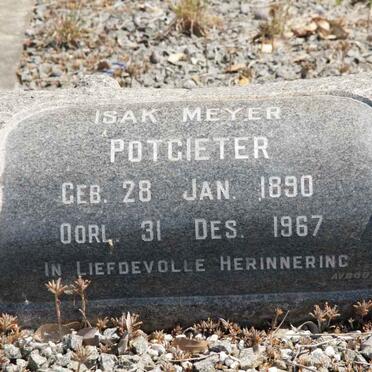 ISAK MEYER
POTGIETER
GEB. 28 JAN. 1890
OORL. 31 DES. 1967
IN LIEFDEVOLLE HERINNERING